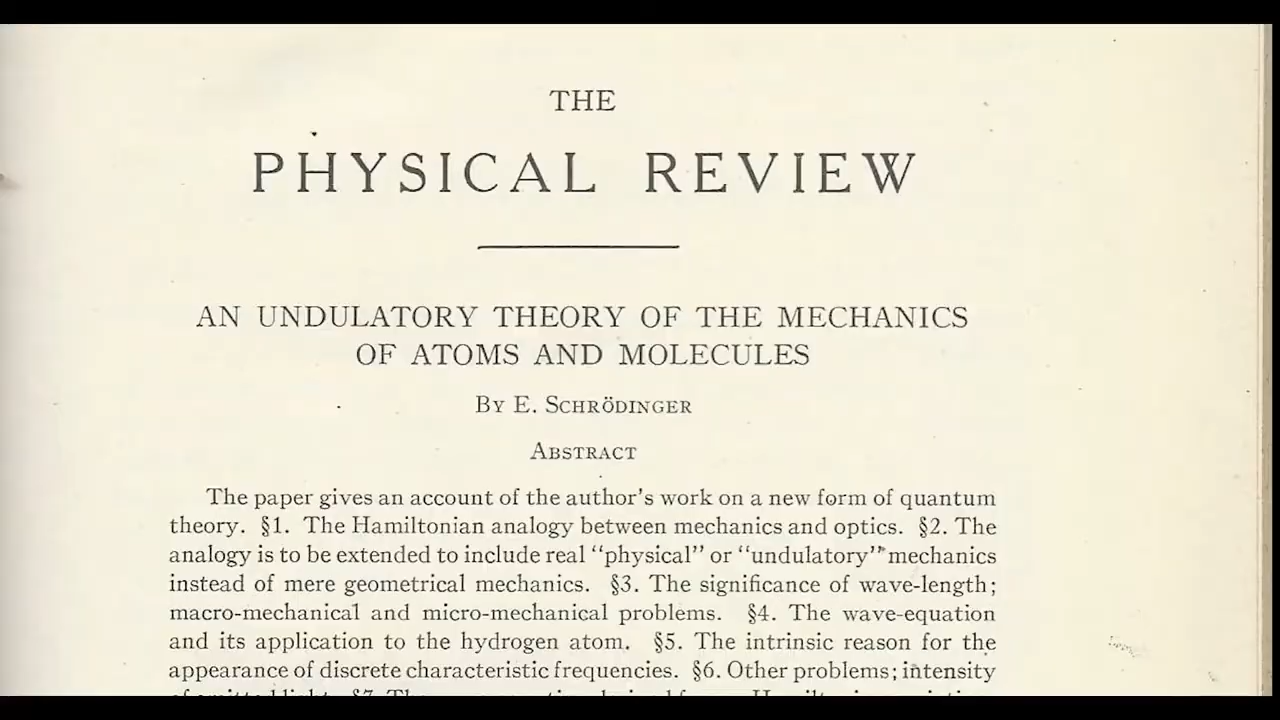 THE
PHYSICAL REVIEW
AN UNDULATORY THEORY OF THE MECHANICS
OF ATOMS AND MOLECULES
BY E. SCHRÖDINGER
ABSTRACT
The paper gives an account of the author's work on a new form of quantum
theory. §1. The Hamiltonian analogy between mechanics and optics. §2. The
analogy is to be extended to include real "physical" or "undulatory" mechanics
instead of mere geometrical mechanics. §3. The significance of wave-length;
macro-mechanical and micro-mechanical problems. §4. The wave-equation
and its application to the hydrogen atom. §5. The intrinsic reason for the
appearance of discrete characteristic frequencies. §6. Other problems; intensity